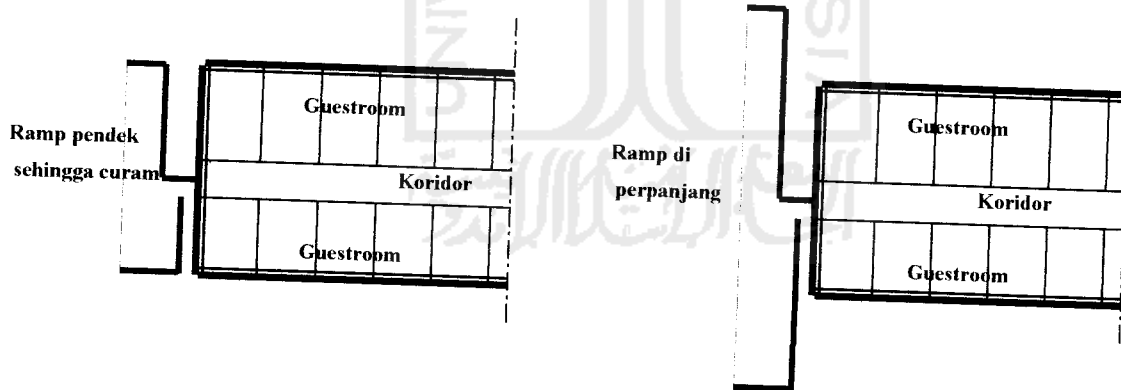 Guestroom
Ramp pendek
sehingga curam
Koridor
Guestroom
Guestroom
Ramp di
perpanjang
Koridor
Guestroom